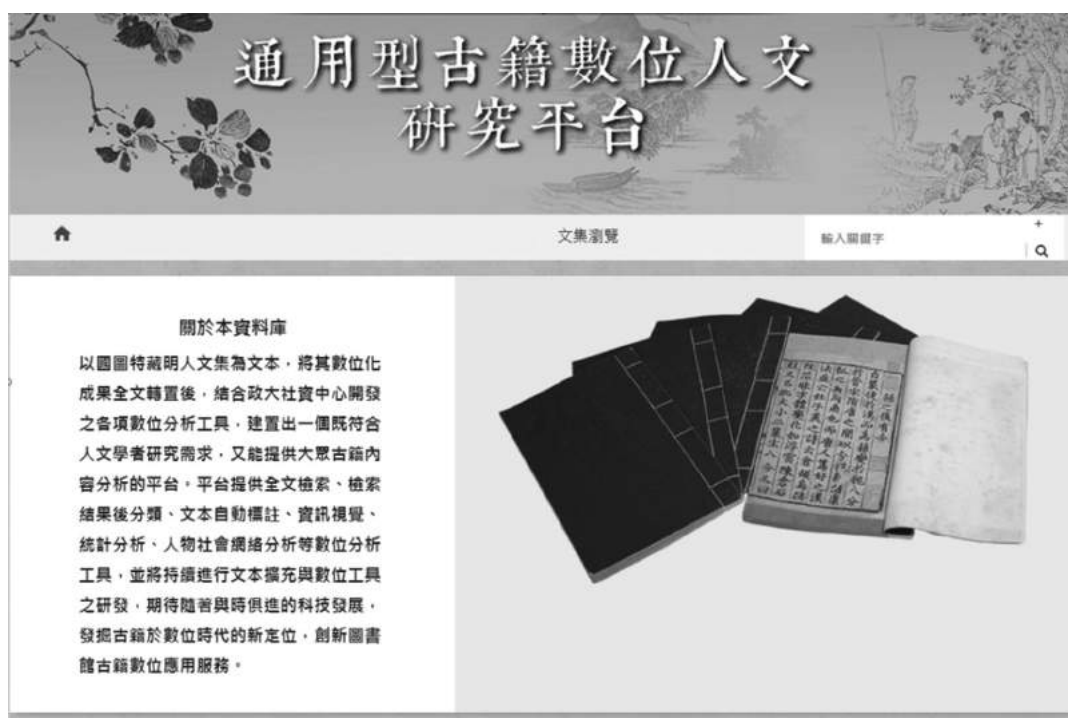 通用型古籍數位人文
研究平台
文集瀏覽
輸入關鍵字
關於本資料庫
以國圖特藏明人文集為文本，將其數位化
成果全文轉置後，結合政大社資中心開發
之各項數位分析工具，建置出一個既符合
人文學者研究需求，又能提供大眾古籍內
容分析的平台。平台提供全文檢索、檢索
結果後分類、文本自動標註、資訊視覺、
統計分析、人物社會網絡分析等數位分析
工具，並將持續進行文本擴充與數位工具
之研發，期待隨著與時俱進的科技發展，
發掘古籍於數位時代的新定位，創新圖書
館古籍數位應用服務。